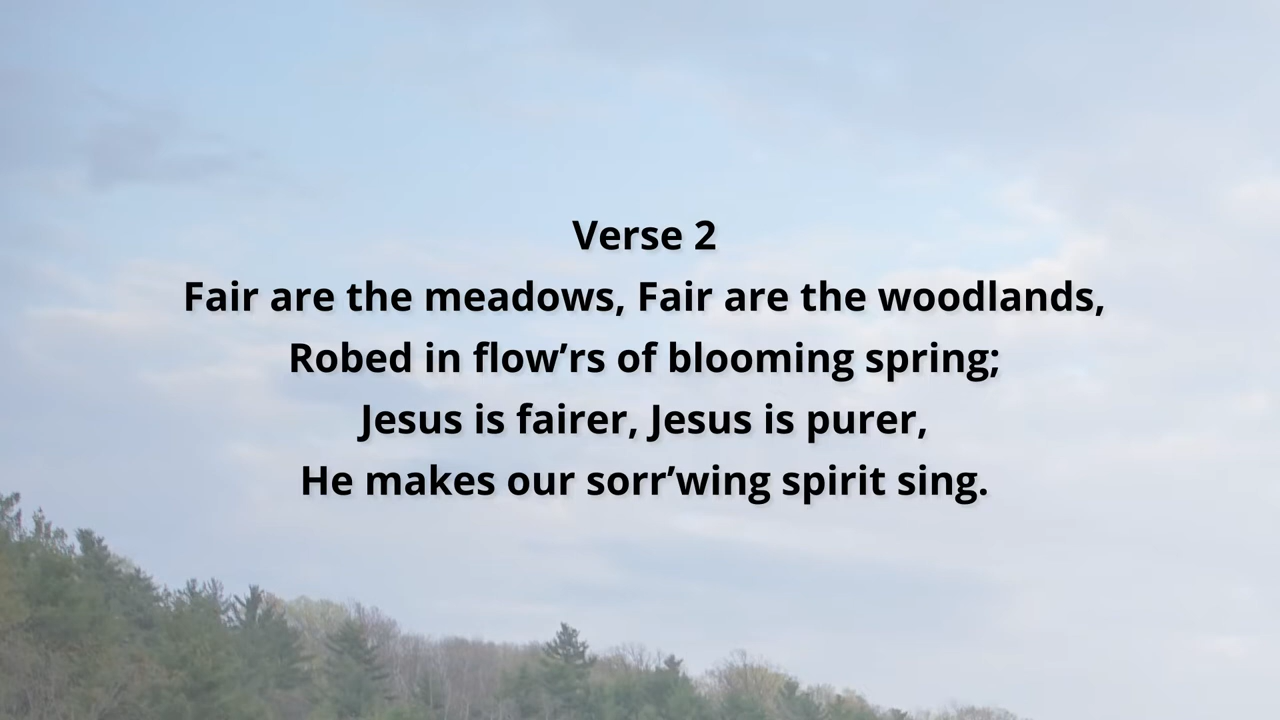 Verse 2
Fair are the meadows, Fair are the woodlands,
Robed in flow’rs of blooming spring;
Jesus is fairer, Jesus is purer,
He makes our sorr’wing spirit sing.